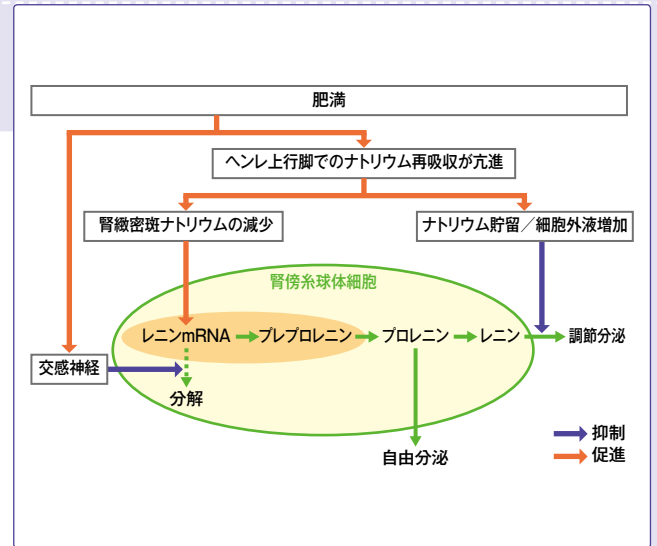 肥満
ヘンレ上行脚でのナトリウム再吸収が亢進
腎緻密斑ナトリウムの減少
ナトリウム貯留／細胞外液増加
腎傍糸球体細胞
レニンmRNA
プレプロレニン
プロレニン
レニン
調節分泌
交感神経
分解
自由分泌
抑制
促進